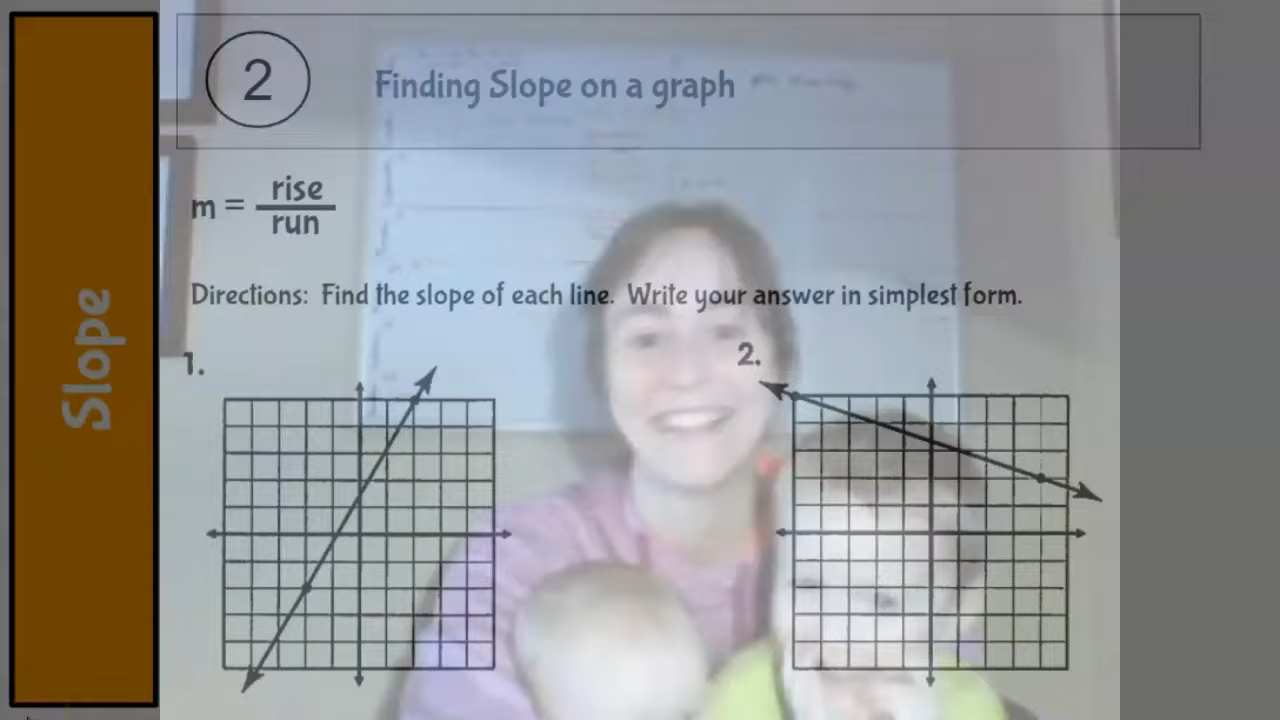 Slope
2
Finding Slope on a graph
m = rise
run
Directions: Find the slope of each line. Write your answer in simplest form.
1.
2.